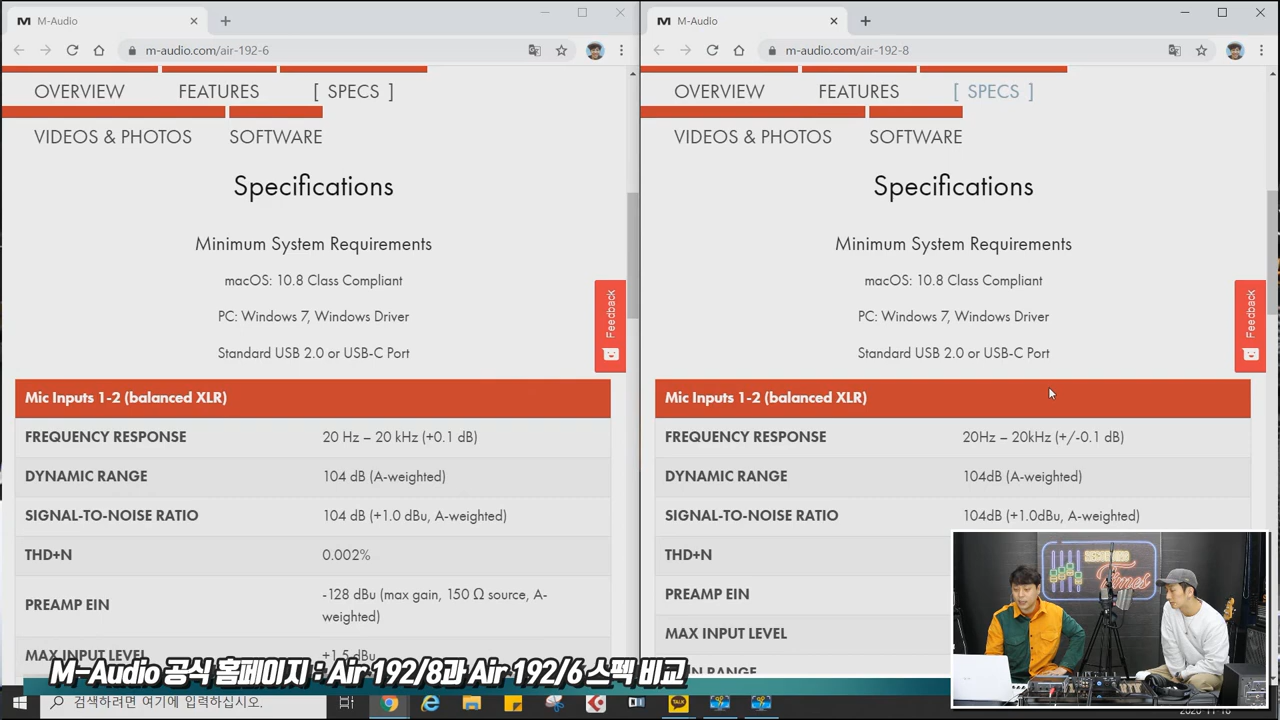 M-Audio
m-audio.com/air-192-6
OVERVIEW FEATURES [ SPECS ]
VIDEOS & PHOTOS SOFTWARE
Specifications
Minimum System Requirements
macOS: 10.8 Class Compliant
PC: Windows 7, Windows Driver
Standard USB 2.0 or USB-C Port
Feedback
Mic Inputs 1-2 (balanced XLR)
FREQUENCY RESPONSE 20 Hz – 20 kHz (+0.1 dB)
DYNAMIC RANGE 104 dB (A-weighted)
SIGNAL-TO-NOISE RATIO 104 dB (+1.0 dBu, A-weighted)
THD+N 0.002%
PREAMP EIN -128 dBu (max gain, 150 Ω source, A-
weighted)
MAX INPUT LEVEL +1.5 dBu
M-Audio
m-audio.com/air-192-8
OVERVIEW FEATURES [ SPECS ]
VIDEOS & PHOTOS SOFTWARE
Specifications
Minimum System Requirements
macOS: 10.8 Class Compliant
PC: Windows 7, Windows Driver
Standard USB 2.0 or USB-C Port
Feedback
Mic Inputs 1-2 (balanced XLR)
FREQUENCY RESPONSE 20Hz – 20kHz (+/-0.1 dB)
DYNAMIC RANGE 104dB (A-weighted)
SIGNAL-TO-NOISE RATIO 104dB (+1.0dBu, A-weighted)
THD+N
PREAMP EIN
MAX INPUT LEVEL
RANGE
Times
M-Audio 공식 홈페이지 : Air 192/8과 Air 192/6 스펙 비교
검색하려면 여기에 입력하십시오.
TALK